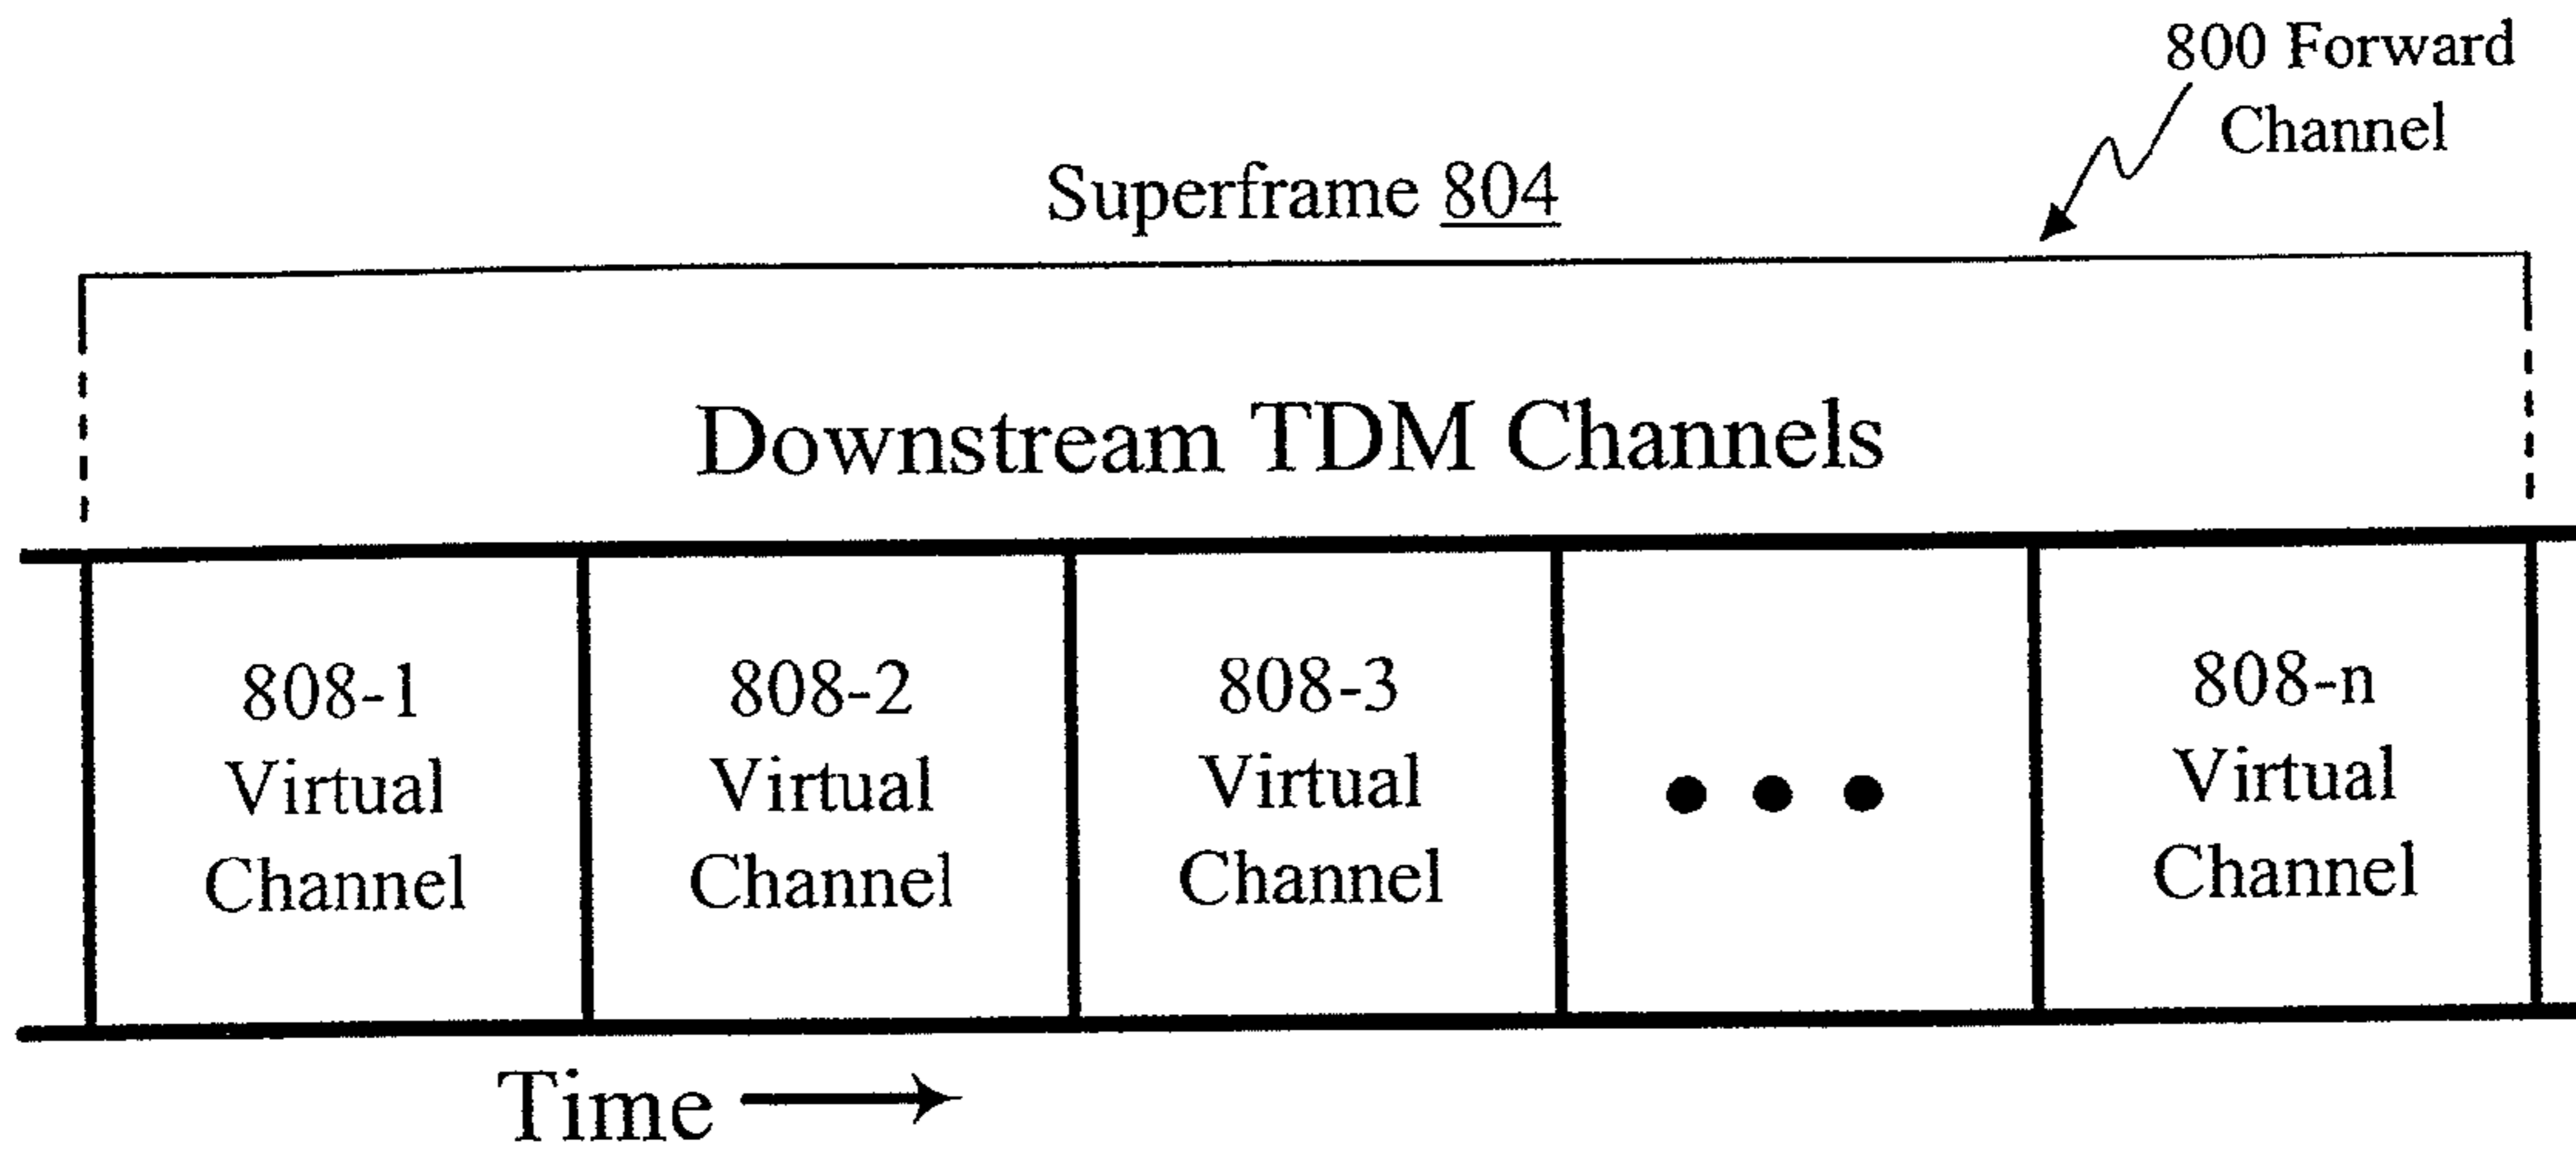 800 Forward
Channel
Superframe 804
Downstream TDM Channels
808-1
Virtual
Channel
808-2
Virtual
Channel
808-3
Virtual
Channel
808-n
Virtual
Channel
Time